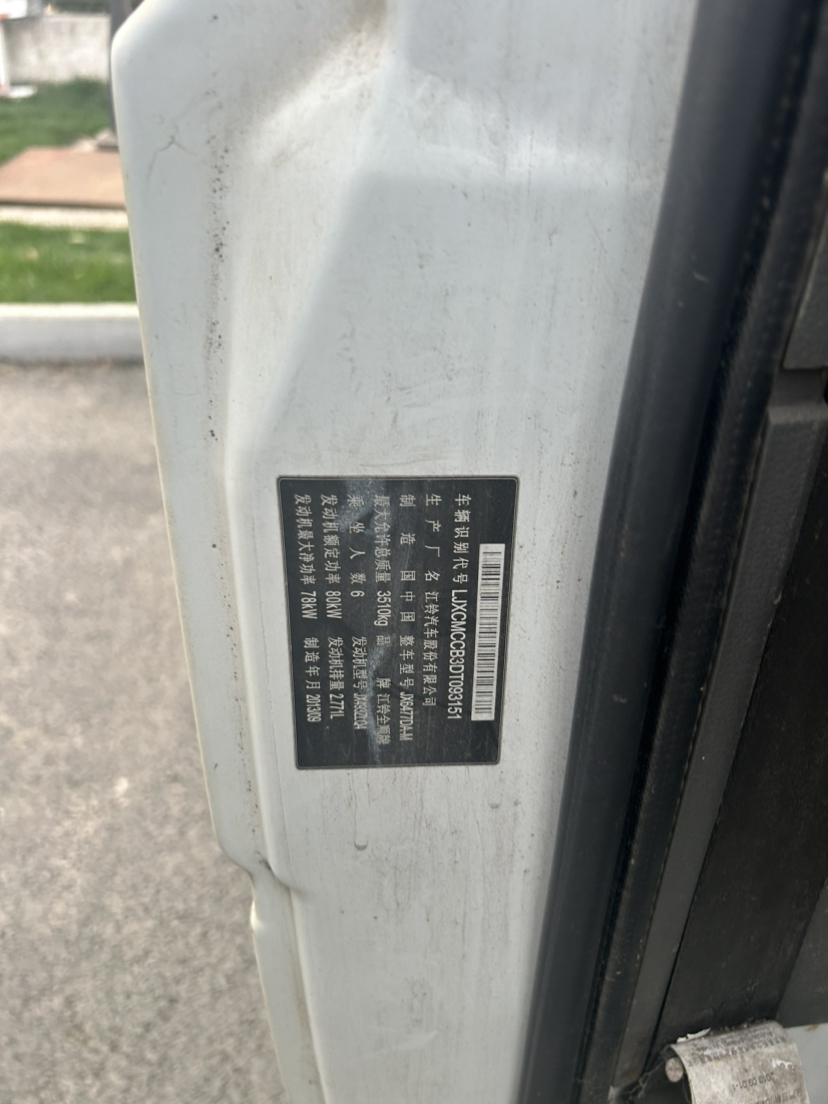 车辆识别代号 LJXCMCCB3DT093151
生产厂名 江铃汽车股份有限公司
制造国 中国 整车型号 JX6477DA-M
最大允许总质量 3510kg 品牌 江铃全顺牌
乘坐人数 6 发动机型号 JX493ZLQ4
发动机额定功率 80kW 发动机排量 2.771L
发动机最大净功率 78kW 制造年月 2013/09